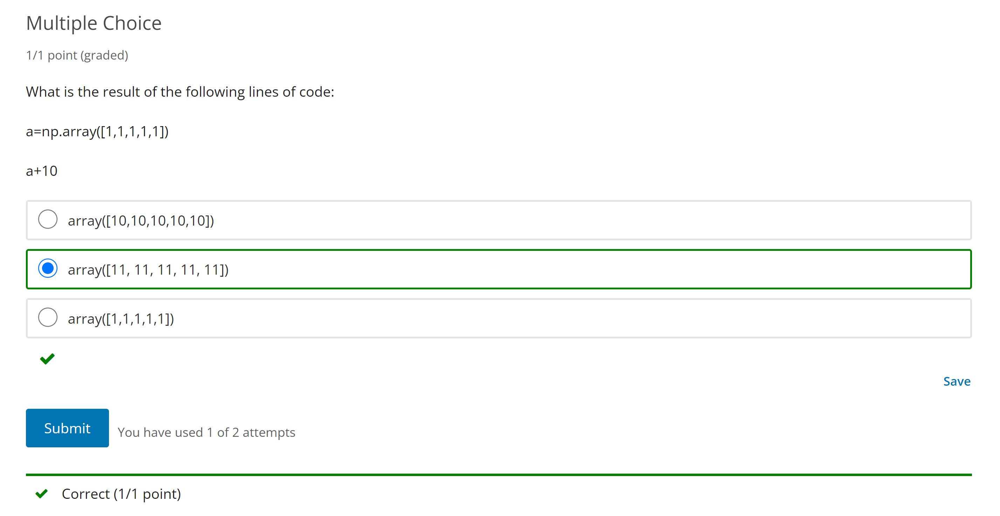 Multiple Choice
1/1 point (graded)
What is the result of the following lines of code:
a=np.array([1,1,1,1,1])
a+10
array([10,10,10,10,10])
array([11, 11, 11, 11, 11])
array([1,1,1,1,1])
Save
Submit
You have used 1 of 2 attempts
Correct (1/1 point)